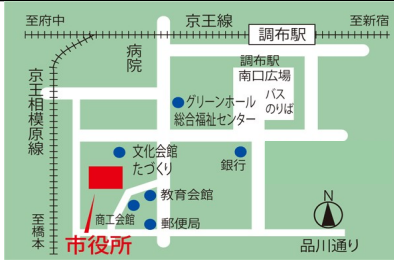 至府中
京王線
至新宿
調布駅
病院
調布駅
南口広場
バス
のりば
京王相模原線
グリーンホール
総合福祉センター
文化会館
たづくり
銀行
教育会館
商工会館
郵便局
至橋本
市役所
N
品川通り